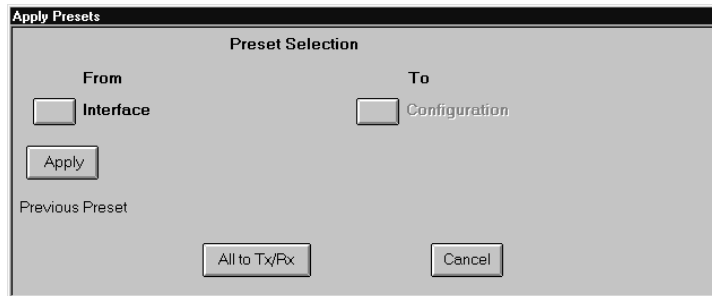 Apply Presets
Preset Selection
From To
Interface Configuration
Apply
Previous Preset
All to Tx/Rx Cancel